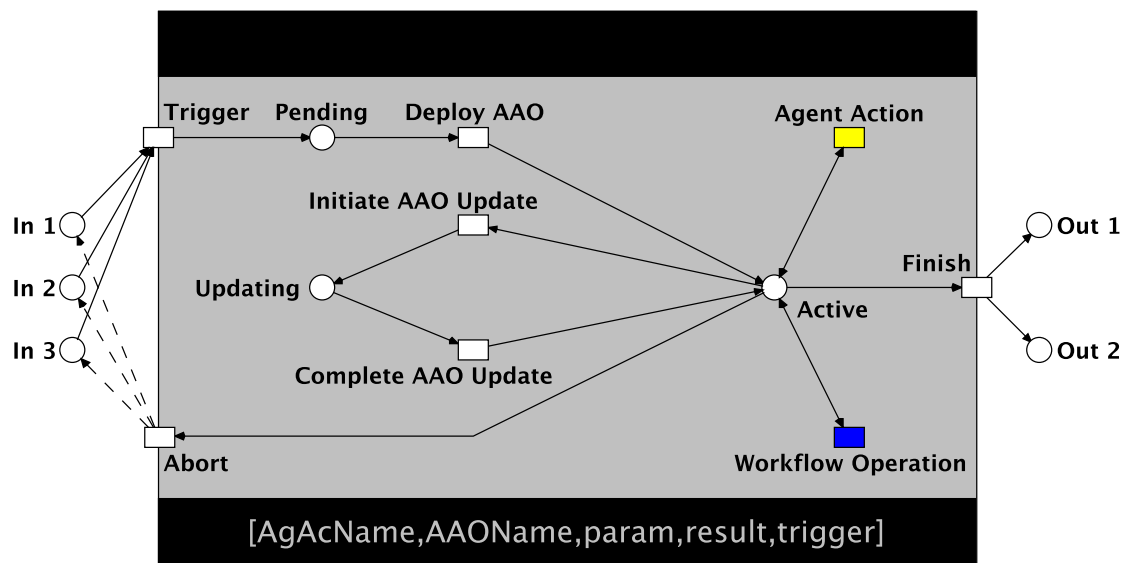 Trigger
Pending
Deploy AAO
Agent Action
Initiate AAO Update
In 1
Out 1
Finish
In 2
Updating
Active
In 3
Out 2
Complete AAO Update
Abort
Workflow Operation
[AgAcName,AAOName,param,result,trigger]